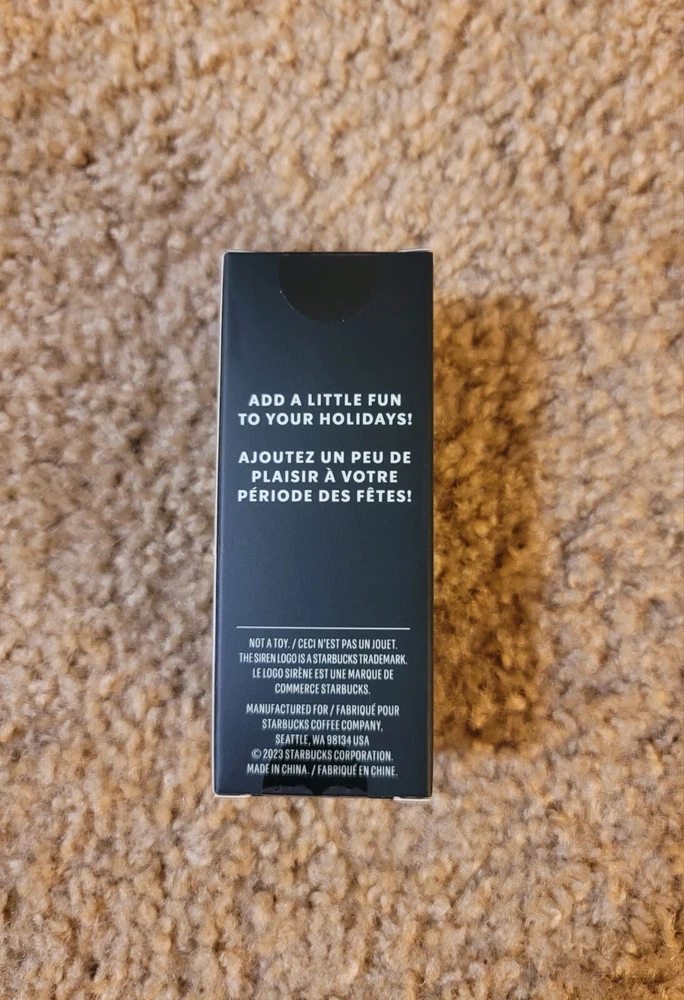 ADD A LITTLE FUN
TO YOUR HOLIDAYS!
AJOUTEZ UN PEU DE
PLAISIR À VOTRE
PÉRIODE DES FÊTES!
NOT A TOY. / CECI N'EST PAS UN JOUET.
THE SIREN LOGO IS A STARBUCKS TRADEMARK.
LE LOGO SIRÈNE EST UNE MARQUE DE
COMMERCE STARBUCKS.
MANUFACTURED FOR / FABRIQUÉ POUR
STARBUCKS COFFEE COMPANY,
SEATTLE, WA 98134 USA
© 2023 STARBUCKS CORPORATION.
MADE IN CHINA. / FABRIQUÉ EN CHINE.